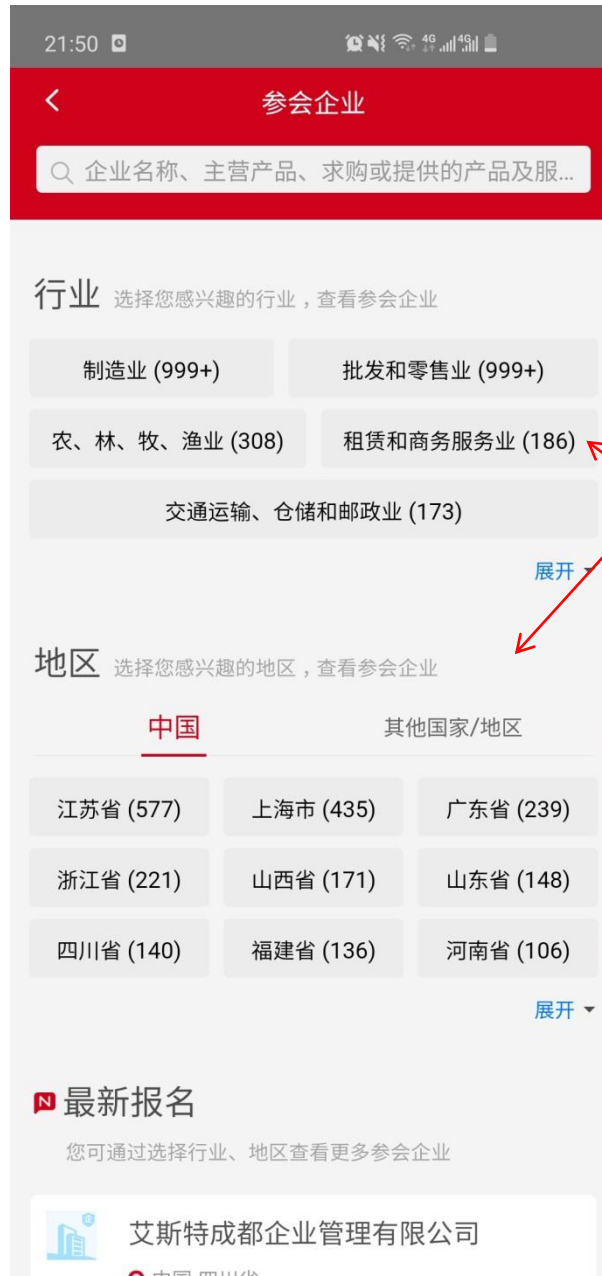 21:50
4G 4G
参会企业
企业名称、主营产品、求购或提供的产品及服...
行业 选择您感兴趣的行业，查看参会企业
制造业 (999+) 批发和零售业 (999+)
农、林、牧、渔业 (308) 租赁和商务服务业 (186)
交通运输、仓储和邮政业 (173)
展开
地区 选择您感兴趣的地区，查看参会企业
中国 其他国家/地区
江苏省 (577) 上海市 (435) 广东省 (239)
浙江省 (221) 山西省 (171) 山东省 (148)
四川省 (140) 福建省 (136) 河南省 (106)
展开
N 最新报名
您可通过选择行业、地区查看更多参会企业
艾斯特成都企业管理有限公司
中国 四川省